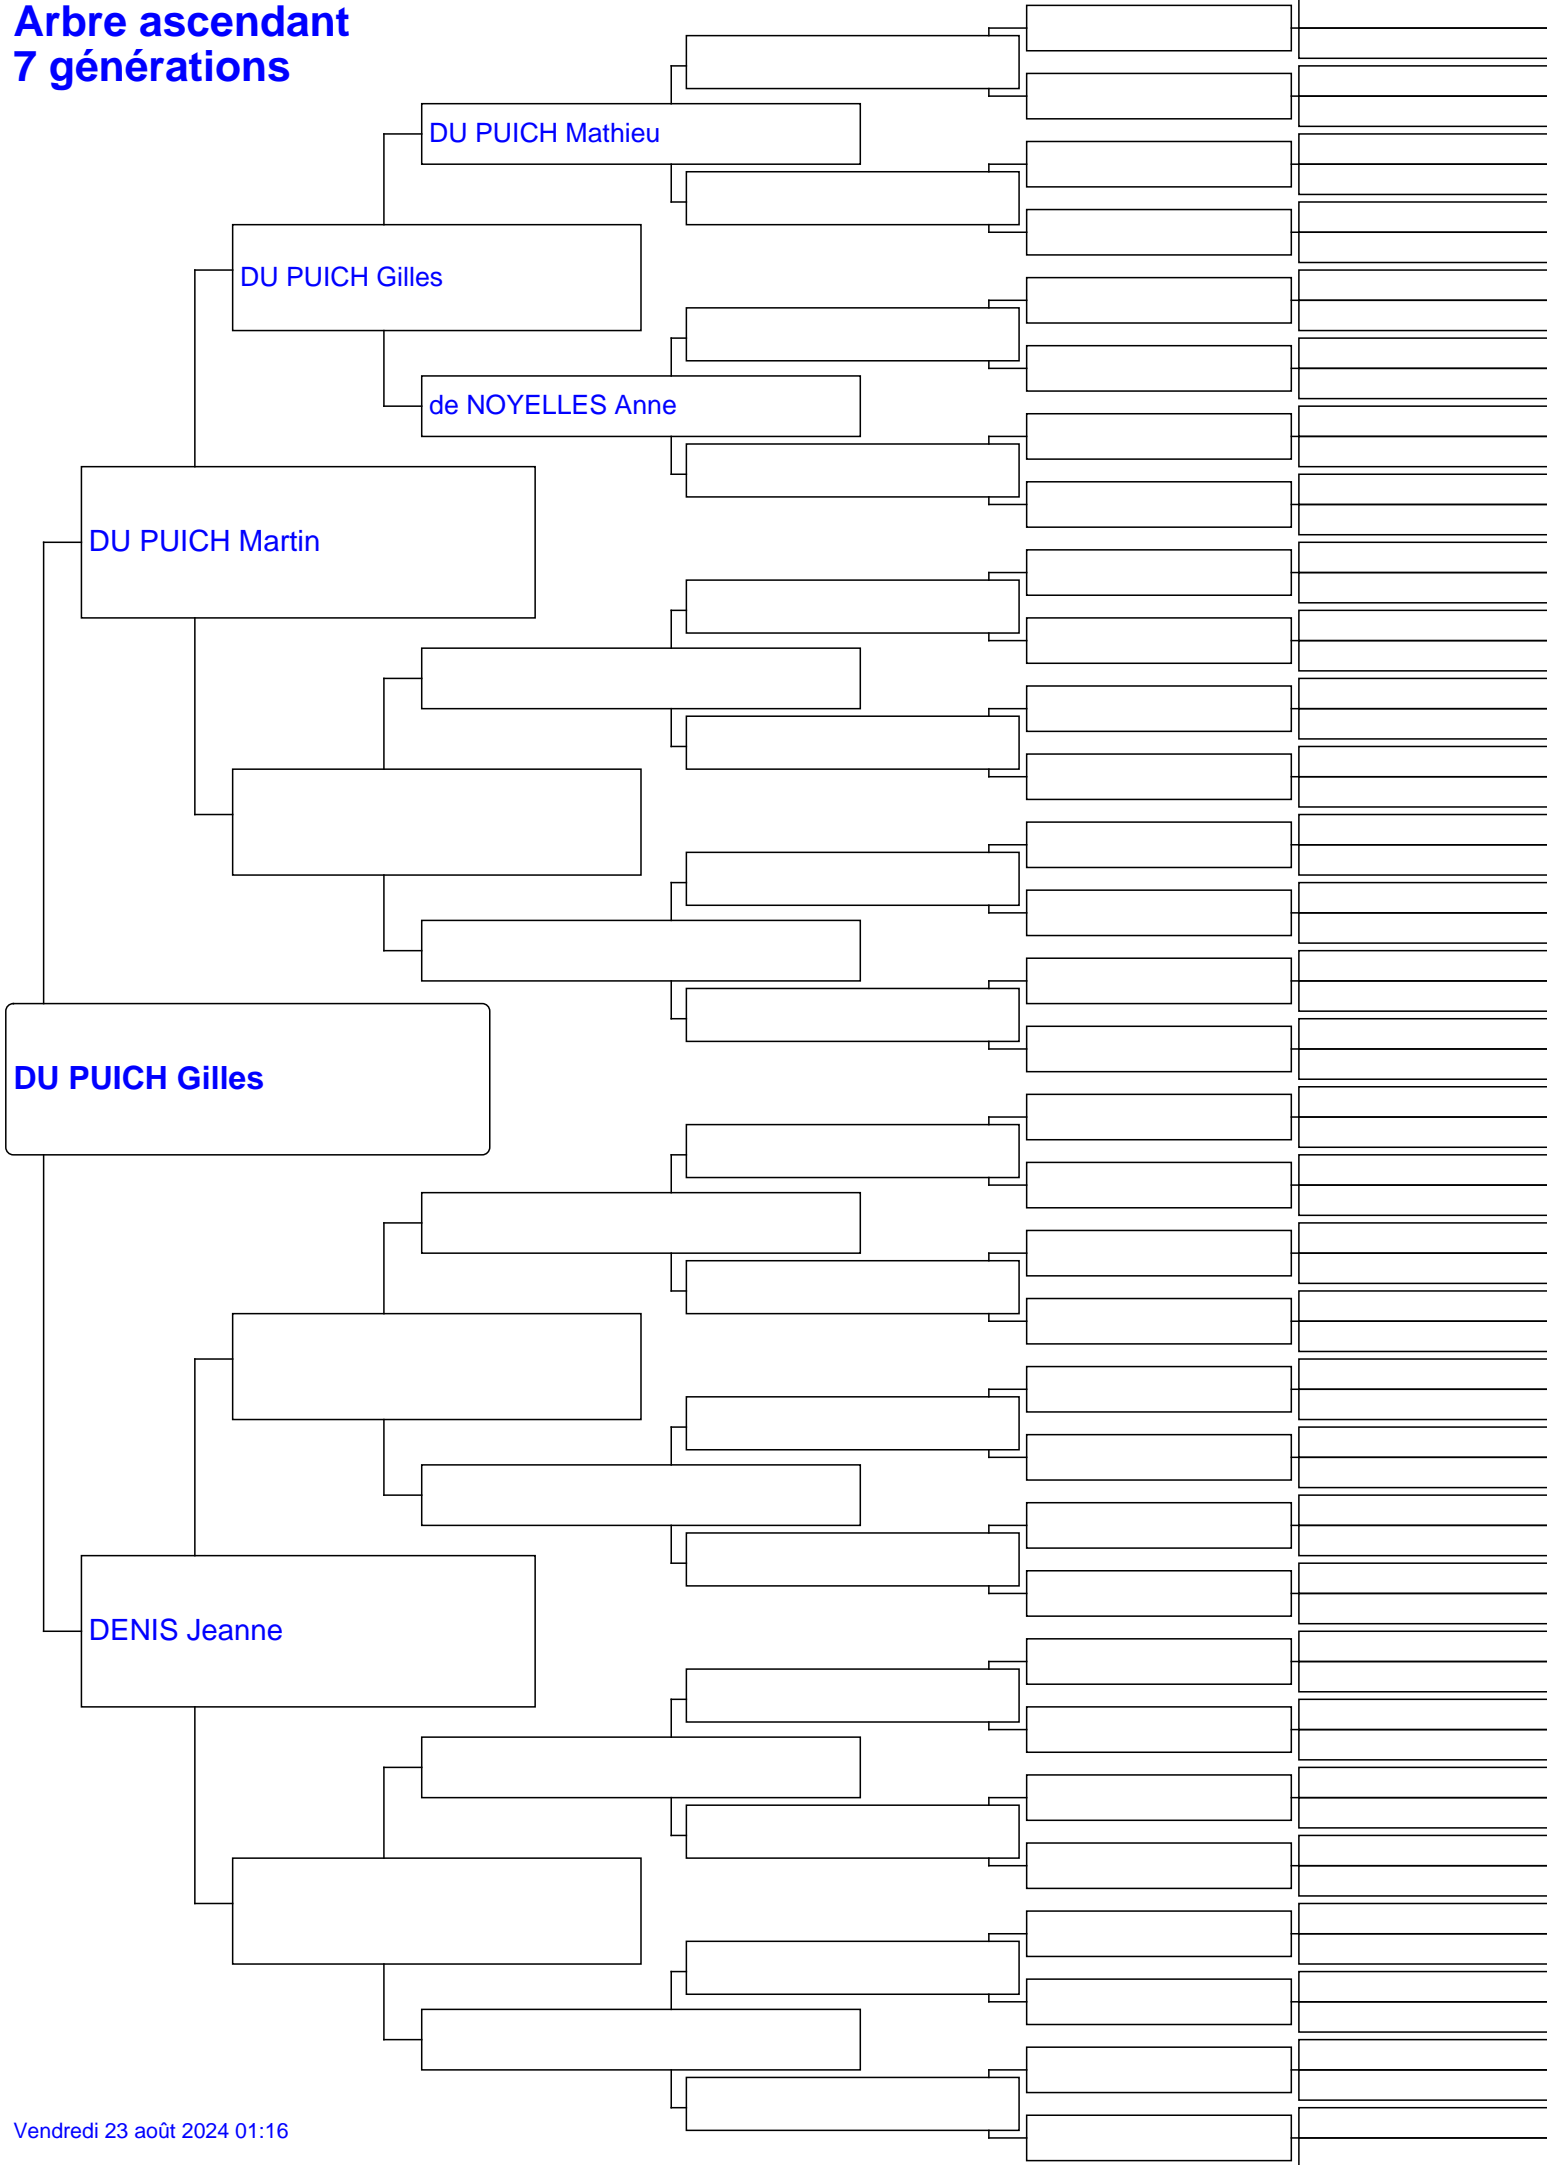 Arbre ascendant
7 générations
DU PUICH Mathieu
DU PUICH Gilles
de NOYELLES Anne
DU PUICH Martin
DU PUICH Gilles
DENIS Jeanne
Vendredi 23 août 2024 01:16